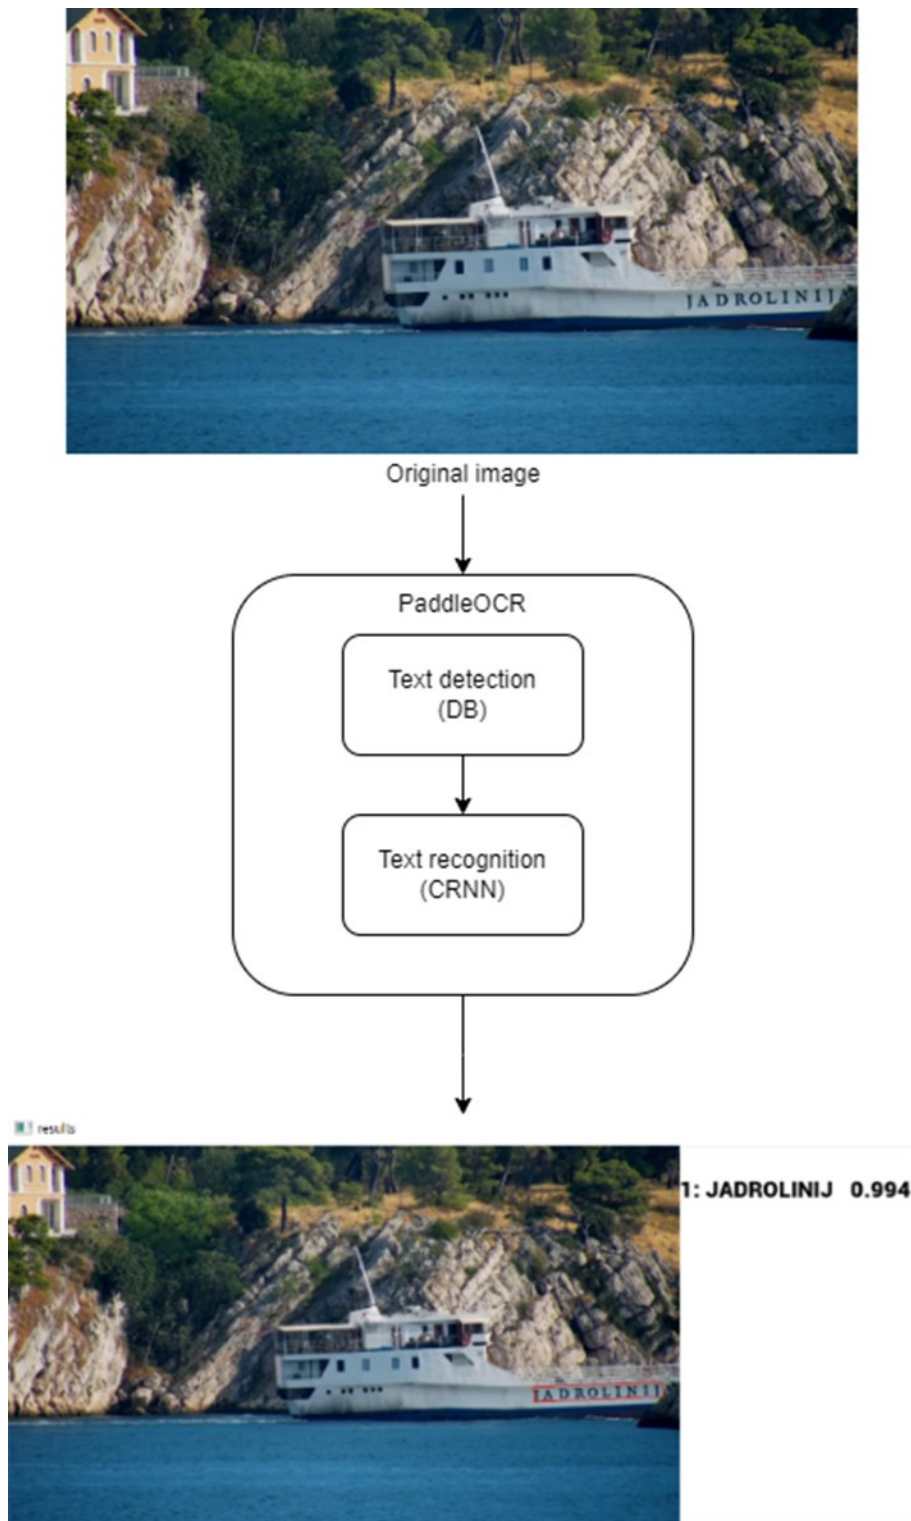 JADROLINIJ
Original image
PaddleOCR
Text detection
(DB)
Text recognition
(CRNN)
results
1: JADROLINIJ 0.994
JADROLINIJ